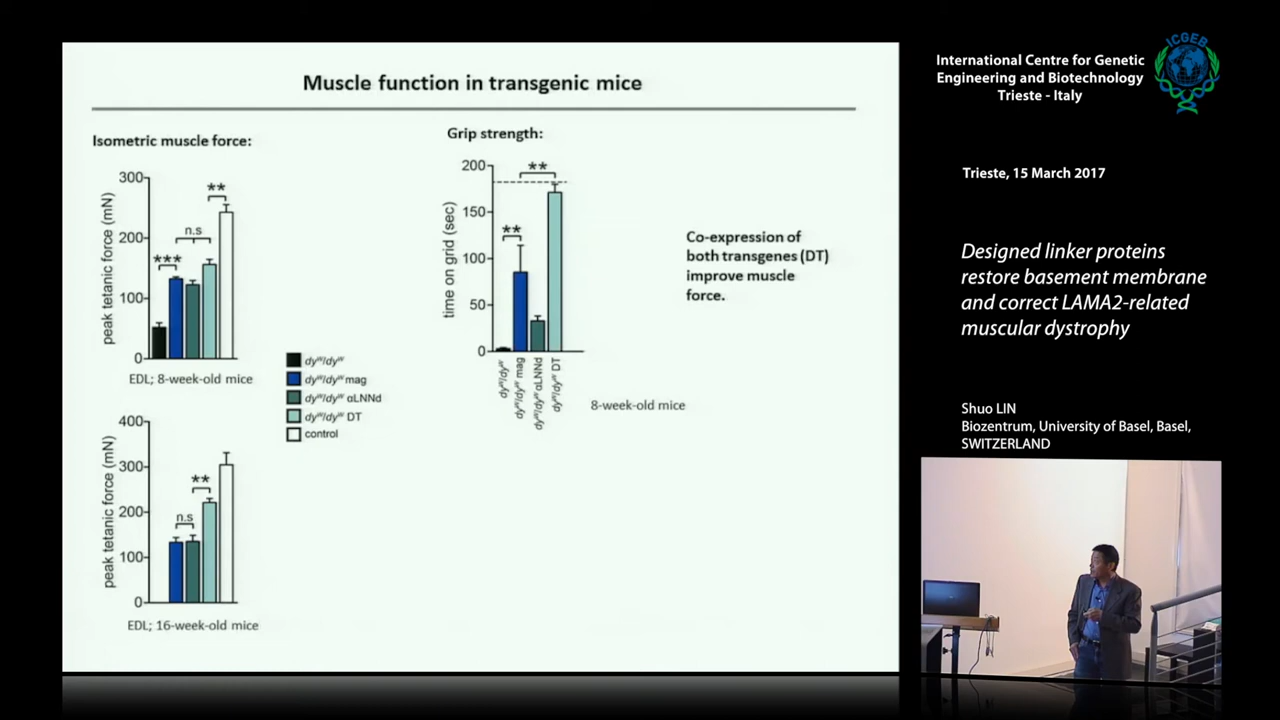 Muscle function in transgenic mice
Isometric muscle force:
peak tetanic force (mN)
300
200
100
0
***
n.s
**
EDL; 8-week-old mice
dyᵂ/dyᵂ
dyᵂ/dyᵂ mag
dyᵂ/dyᵂ αLNNd
dyᵂ/dyᵂ DT
control
peak tetanic force (mN)
400
300
200
100
0
n.s
**
EDL; 16-week-old mice
Grip strength:
time on grid (sec)
200
150
100
50
0
**
**
dyᵂ/dyᵂ
dyᵂ/dyᵂ mag
dyᵂ/dyᵂ αLNNd
dyᵂ/dyᵂ DT
8-week-old mice
Co-expression of
both transgenes (DT)
improve muscle
force.
International Centre for Genetic
Engineering and Biotechnology
Trieste - Italy
ICGEB
Trieste, 15 March 2017
Designed linker proteins
restore basement membrane
and correct LAMA2-related
muscular dystrophy
Shuo LIN
Biozentrum, University of Basel, Basel,
SWITZERLAND